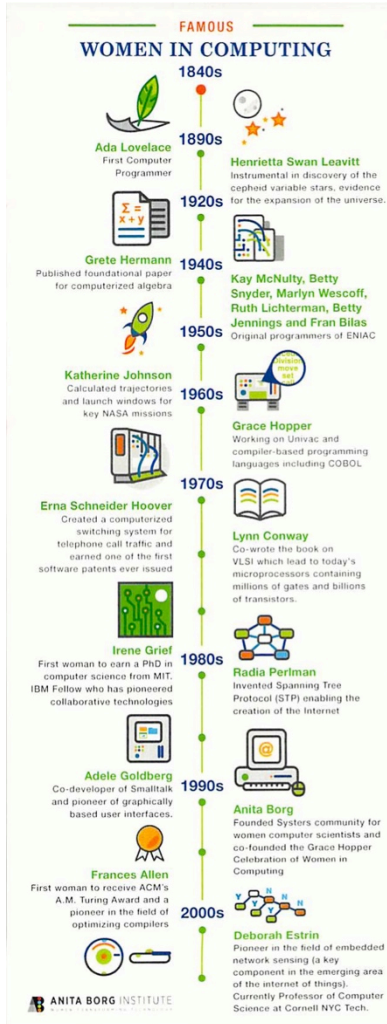 FAMOUS
WOMEN IN COMPUTING
1840s
Ada Lovelace
First Computer
Programmer
1890s
Henrietta Swan Leavitt
Instrumental in discovery of the
cepheid variable stars, evidence
for the expansion of the universe.
1920s
Σ =
x + y
Grete Hermann
Published foundational paper
for computerized algebra
1940s
Kay McNulty, Betty
Snyder, Marlyn Wescoff,
Ruth Lichterman, Betty
Jennings and Fran Bilas
Original programmers of ENIAC
1950s
Katherine Johnson
Calculated trajectories
and launch windows for
key NASA missions
1960s
Division
move
set
Grace Hopper
Working on Univac and
compiler-based programming
languages including COBOL
1970s
Erna Schneider Hoover
Created a computerized
switching system for
telephone call traffic and
earned one of the first
software patents ever issued
Lynn Conway
Co-wrote the book on
VLSI which lead to today's
microprocessors containing
millions of gates and billions
of transistors.
Irene Grief
First woman to earn a PhD in
computer science from MIT.
IBM Fellow who has pioneered
collaborative technologies
1980s
Radia Perlman
Invented Spanning Tree
Protocol (STP) enabling the
creation of the Internet
Adele Goldberg
Co-developer of Smalltalk
and pioneer of graphically
based user interfaces.
1990s
@
Anita Borg
Founded Systers community for
women computer scientists and
co-founded the Grace Hopper
Celebration of Women in
Computing
Frances Allen
First woman to receive ACM's
A.M. Turing Award and a
pioneer in the field of
optimizing compilers
2000s
Y N N
Y Y N
Deborah Estrin
Pioneer in the field of embedded
network sensing (a key
component in the emerging area
of the internet of things).
Currently Professor of Computer
Science at Cornell NYC Tech.
ANITA BORG INSTITUTE